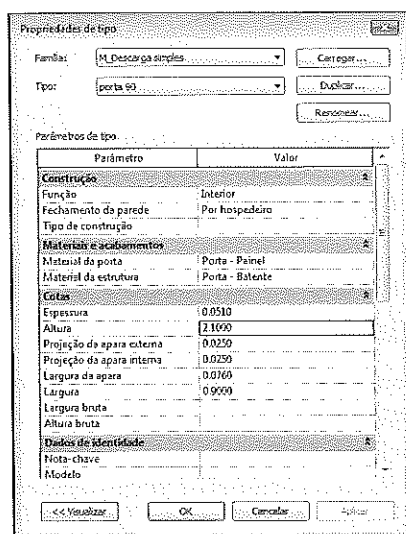 Propriedades de tipo
Família: M_Descarga simples Carregar...
Tipo: porta 90 Duplicar...
Renomear...
Parâmetros de tipo
Parâmetro Valor
Construção
Função Interior
Fechamento da parede Por hospedeiro
Tipo de construção
Materiais e acabamentos
Material da porta Porta - Painel
Material da estrutura Porta - Batente
Cotas
Espessura 0.0510
Altura 2.1000
Projeção da apara externa 0.0250
Projeção da apara interna 0.0250
Largura da apara 0.0760
Largura 0.9000
Largura bruta
Altura bruta
Dados de identidade
Nota-chave
Modelo
<< Visualizar OK Cancelar Aplicar